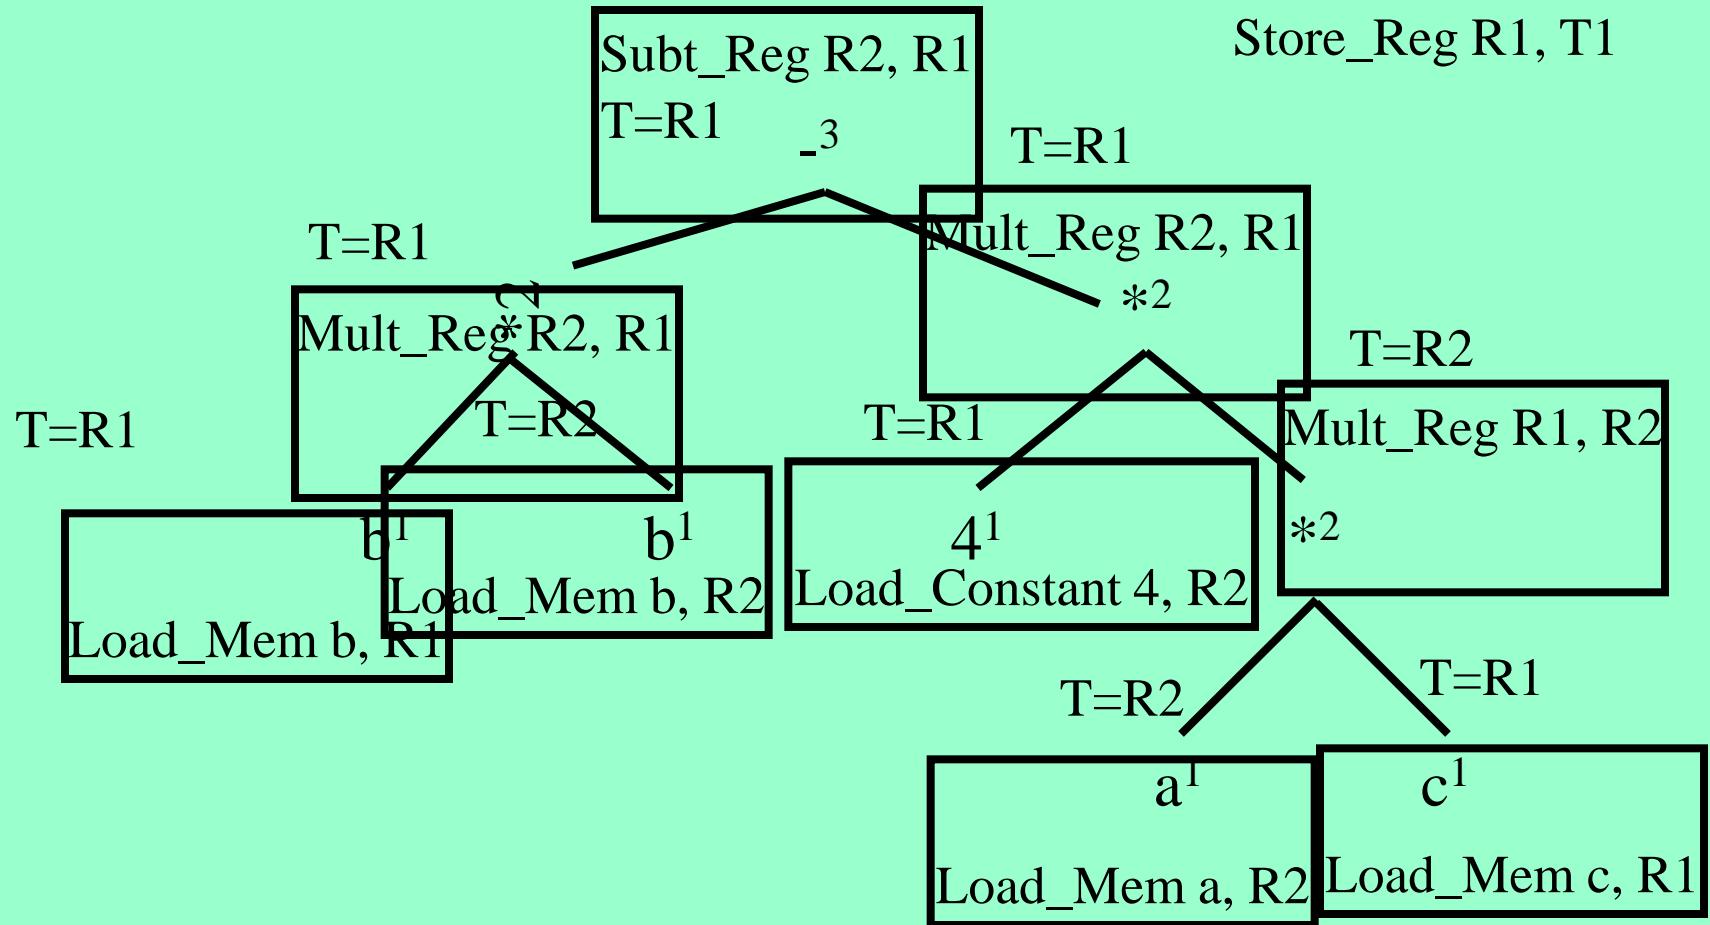 Subt_Reg R2, R1
Store_Reg R1, T1
T=R1
-3
T=R1
Mult_Reg R2, R1
*2
T=R1
*2
Mult_Reg R2, R1
T=R2
Mult_Reg R1, R2
*2
T=R1
T=R2
T=R1
b1
b1
41
Load_Mem b, R1
Load_Mem b, R2
Load_Constant 4, R2
T=R2
T=R1
a1
c1
Load_Mem a, R2
Load_Mem c, R1